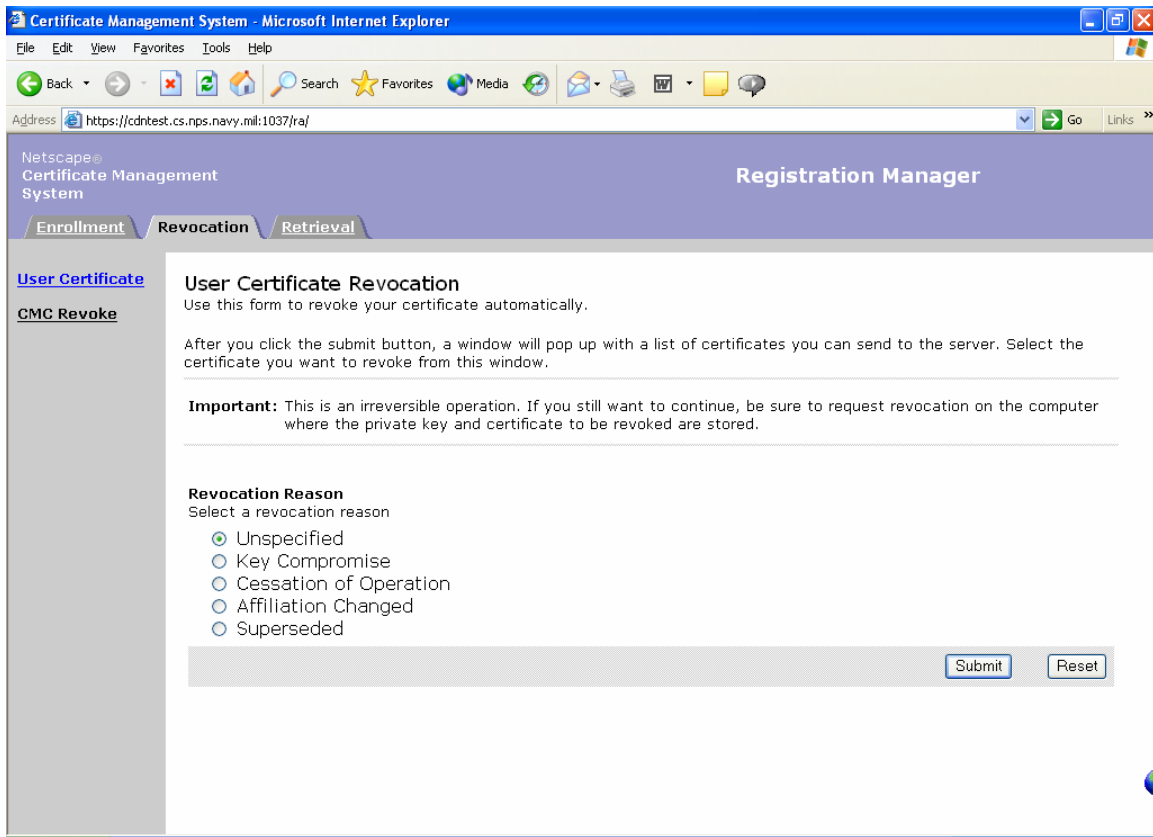 Certificate Management System - Microsoft Internet Explorer
File Edit View Favorites Tools Help
Back Search Favorites Media
Address https://cdntest.cs.nps.navy.mil:1037/ra/ Go Links »
Netscape®
Certificate Management
System
Registration Manager
Enrollment Revocation Retrieval
User Certificate
CMC Revoke
User Certificate Revocation
Use this form to revoke your certificate automatically.
After you click the submit button, a window will pop up with a list of certificates you can send to the server. Select the
certificate you want to revoke from this window.
Important: This is an irreversible operation. If you still want to continue, be sure to request revocation on the computer
where the private key and certificate to be revoked are stored.
Revocation Reason
Select a revocation reason
Unspecified
Key Compromise
Cessation of Operation
Affiliation Changed
Superseded
Submit Reset